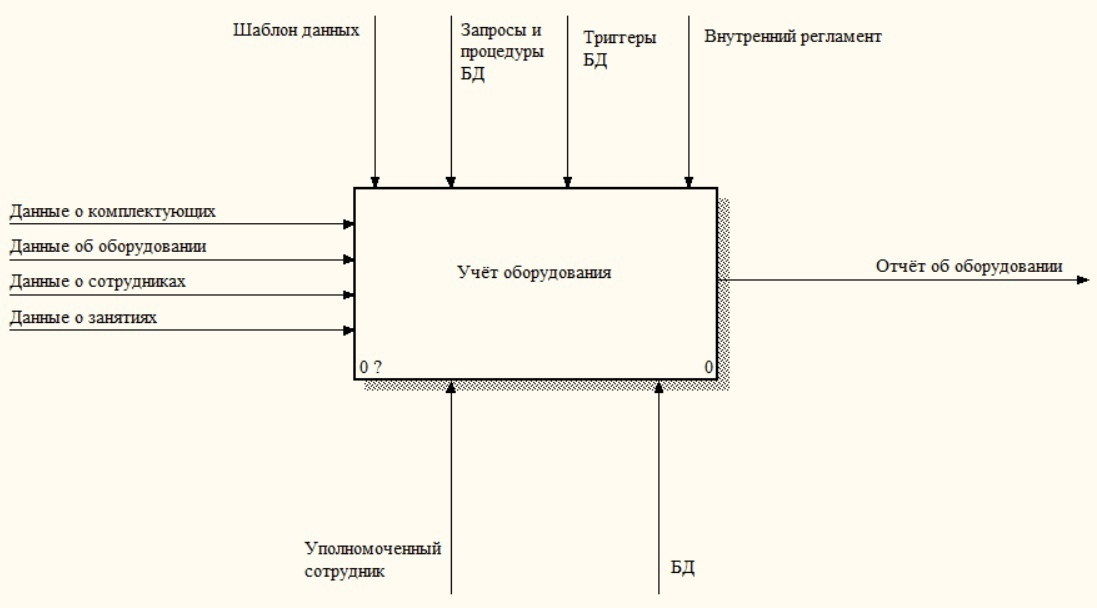 Шаблон данных
Запросы и
процедуры
БД
Триггеры
БД
Внутренний регламент
Данные о комплектующих
Данные об оборудовании
Данные о сотрудниках
Данные о занятиях
Учёт оборудования
0 ?
0
Отчёт об оборудовании
Уполномоченный
сотрудник
БД